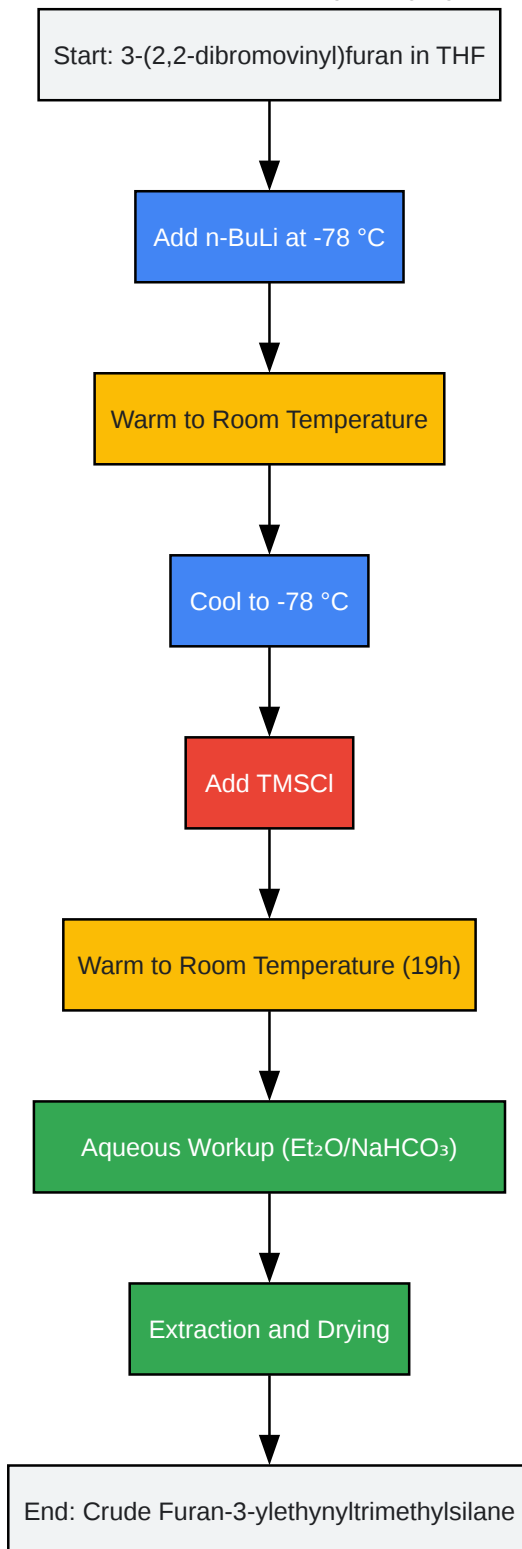 Start: 3-(2,2-dibromovinyl)furan in THF
Add n-BuLi at -78 °C
Warm to Room Temperature
Cool to -78 °C
Add TMSCl
Warm to Room Temperature (19h)
Aqueous Workup (Et₂O/NaHCO₃)
Extraction and Drying
End: Crude Furan-3-ylethynyltrimethylsilane